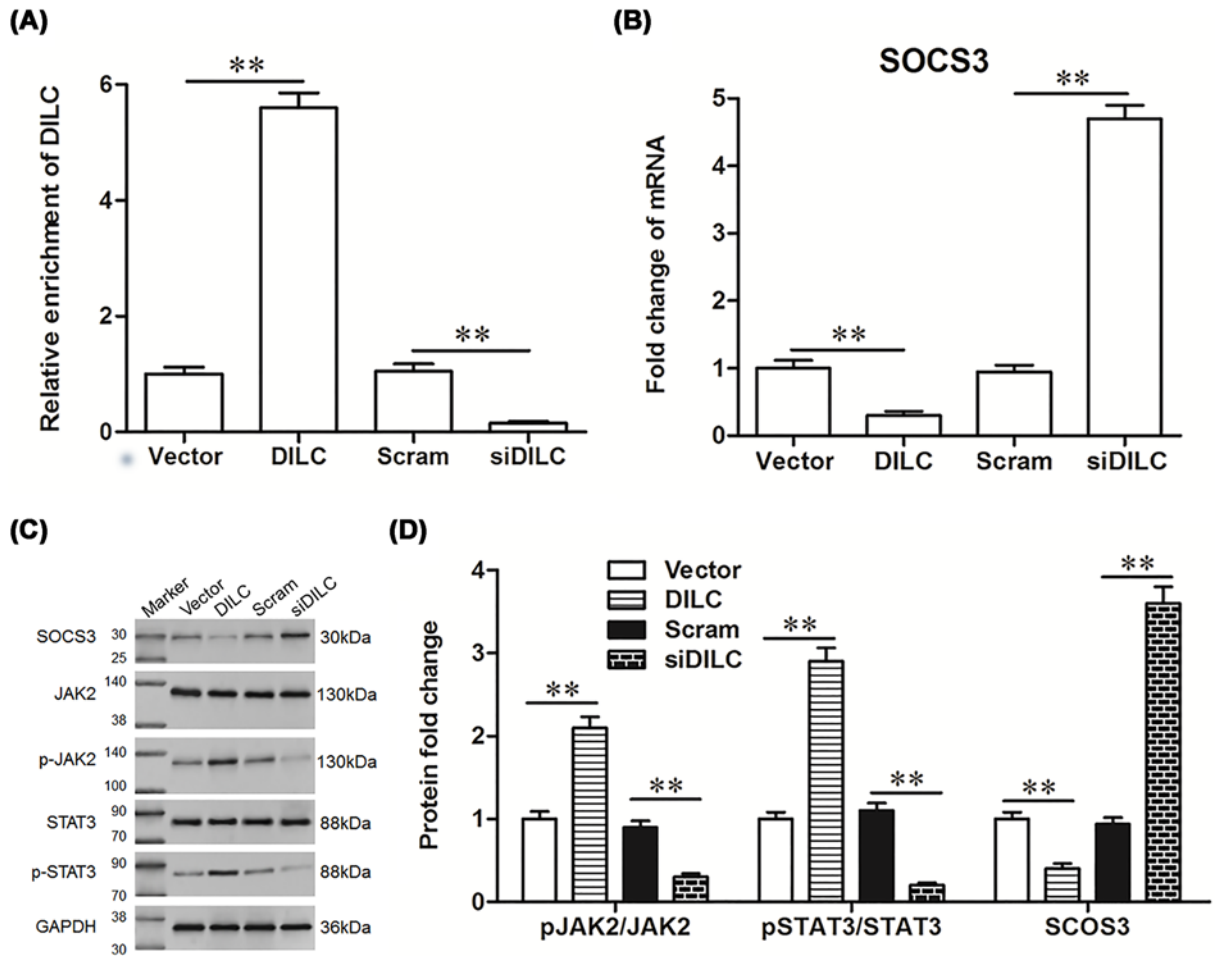 (A)
**
6
4
2
0
Relative enrichment of DILC
**
Vector DILC Scram siDILC
(B)
SOCS3
**
5
4
3
2
1
0
Fold change of mRNA
**
Vector DILC Scram siDILC
(C)
Marker Vector DILC Scram siDILC
SOCS3 30 30kDa
25
JAK2 140 130kDa
38
p-JAK2 140 130kDa
100
STAT3 90 88kDa
70
p-STAT3 90 88kDa
70
GAPDH 38 36kDa
30
(D)
4
3
2
1
0
Protein fold change
Vector
DILC
Scram
siDILC
** ** ** ** ** **
pJAK2/JAK2 pSTAT3/STAT3 SCOS3